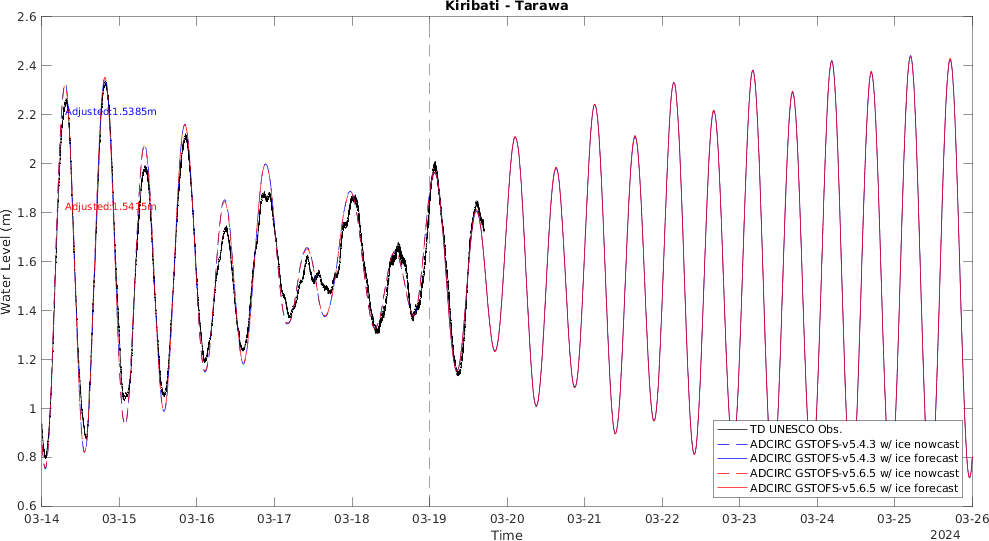 Kiribati - Tarawa
2.6
2.4
2.2
2
1.8
1.6
1.4
1.2
1
0.8
0.6
Water Level (m)
Adjusted:1.5385m
Adjusted:1.5415m
TD UNESCO Obs.
ADCIRC GSTOFS-v5.4.3 w/ ice nowcast
ADCIRC GSTOFS-v5.4.3 w/ ice forecast
ADCIRC GSTOFS-v5.6.5 w/ ice nowcast
ADCIRC GSTOFS-v5.6.5 w/ ice forecast
03-14 03-15 03-16 03-17 03-18 03-19 03-20 03-21 03-22 03-23 03-24 03-25 03-26
Time
2024